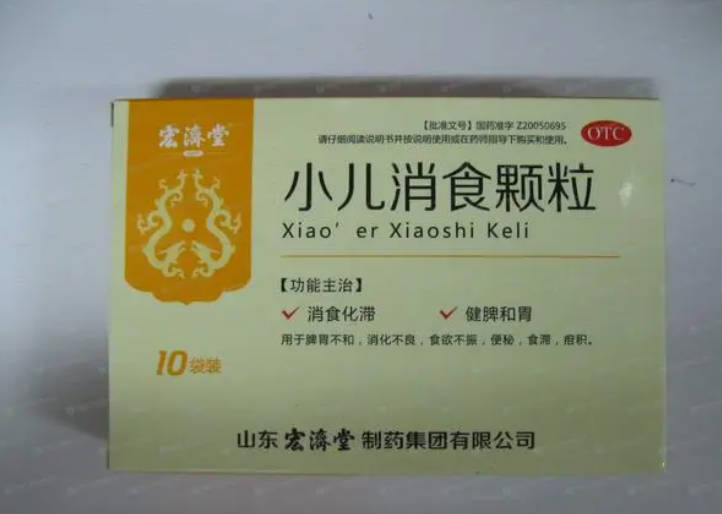 宏济堂
【批准文号】国药准字 Z20050695
请仔细阅读说明书并按说明使用或在药师指导下购买和使用。
OTC
小儿消食颗粒
Xiao' er Xiaoshi Keli
【功能主治】
✓ 消食化滞 ✓ 健脾和胃
用于脾胃不和，消化不良，食欲不振，便秘，食滞，疳积。
10袋装
山东 宏济堂 制药集团有限公司